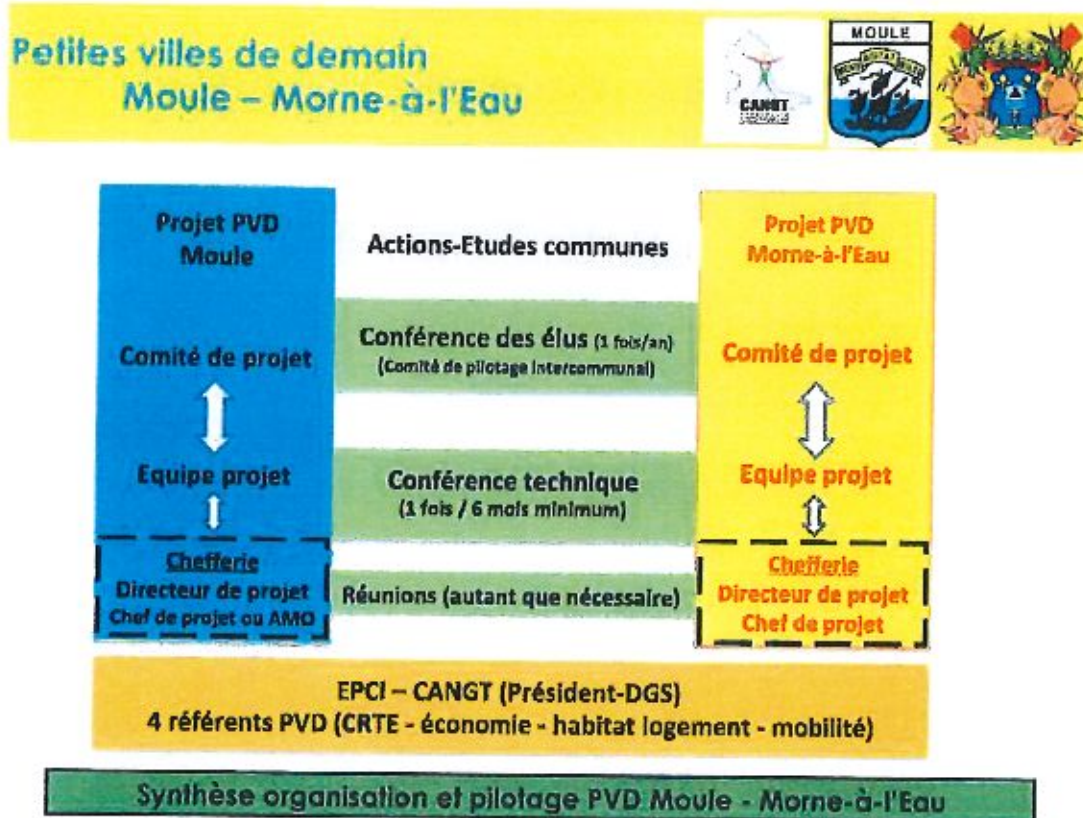 Petites villes de demain
Moule – Morne-à-l'Eau
CANGT
MOULE
Projet PVD
Moule
Comité de projet
Equipe projet
Chefferie
Directeur de projet
Chef de projet ou AMO
Actions-Etudes communes
Conférence des élus (1 fois/an)
(Comité de pilotage intercommunal)
Conférence technique
(1 fois / 6 mois minimum)
Réunions (autant que nécessaire)
Projet PVD
Morne-à-l'Eau
Comité de projet
Equipe projet
Chefferie
Directeur de projet
Chef de projet
EPCI – CANGT (Président-DGS)
4 référents PVD (CRTE - économie - habitat logement - mobilité)
Synthèse organisation et pilotage PVD Moule - Morne-à-l'Eau